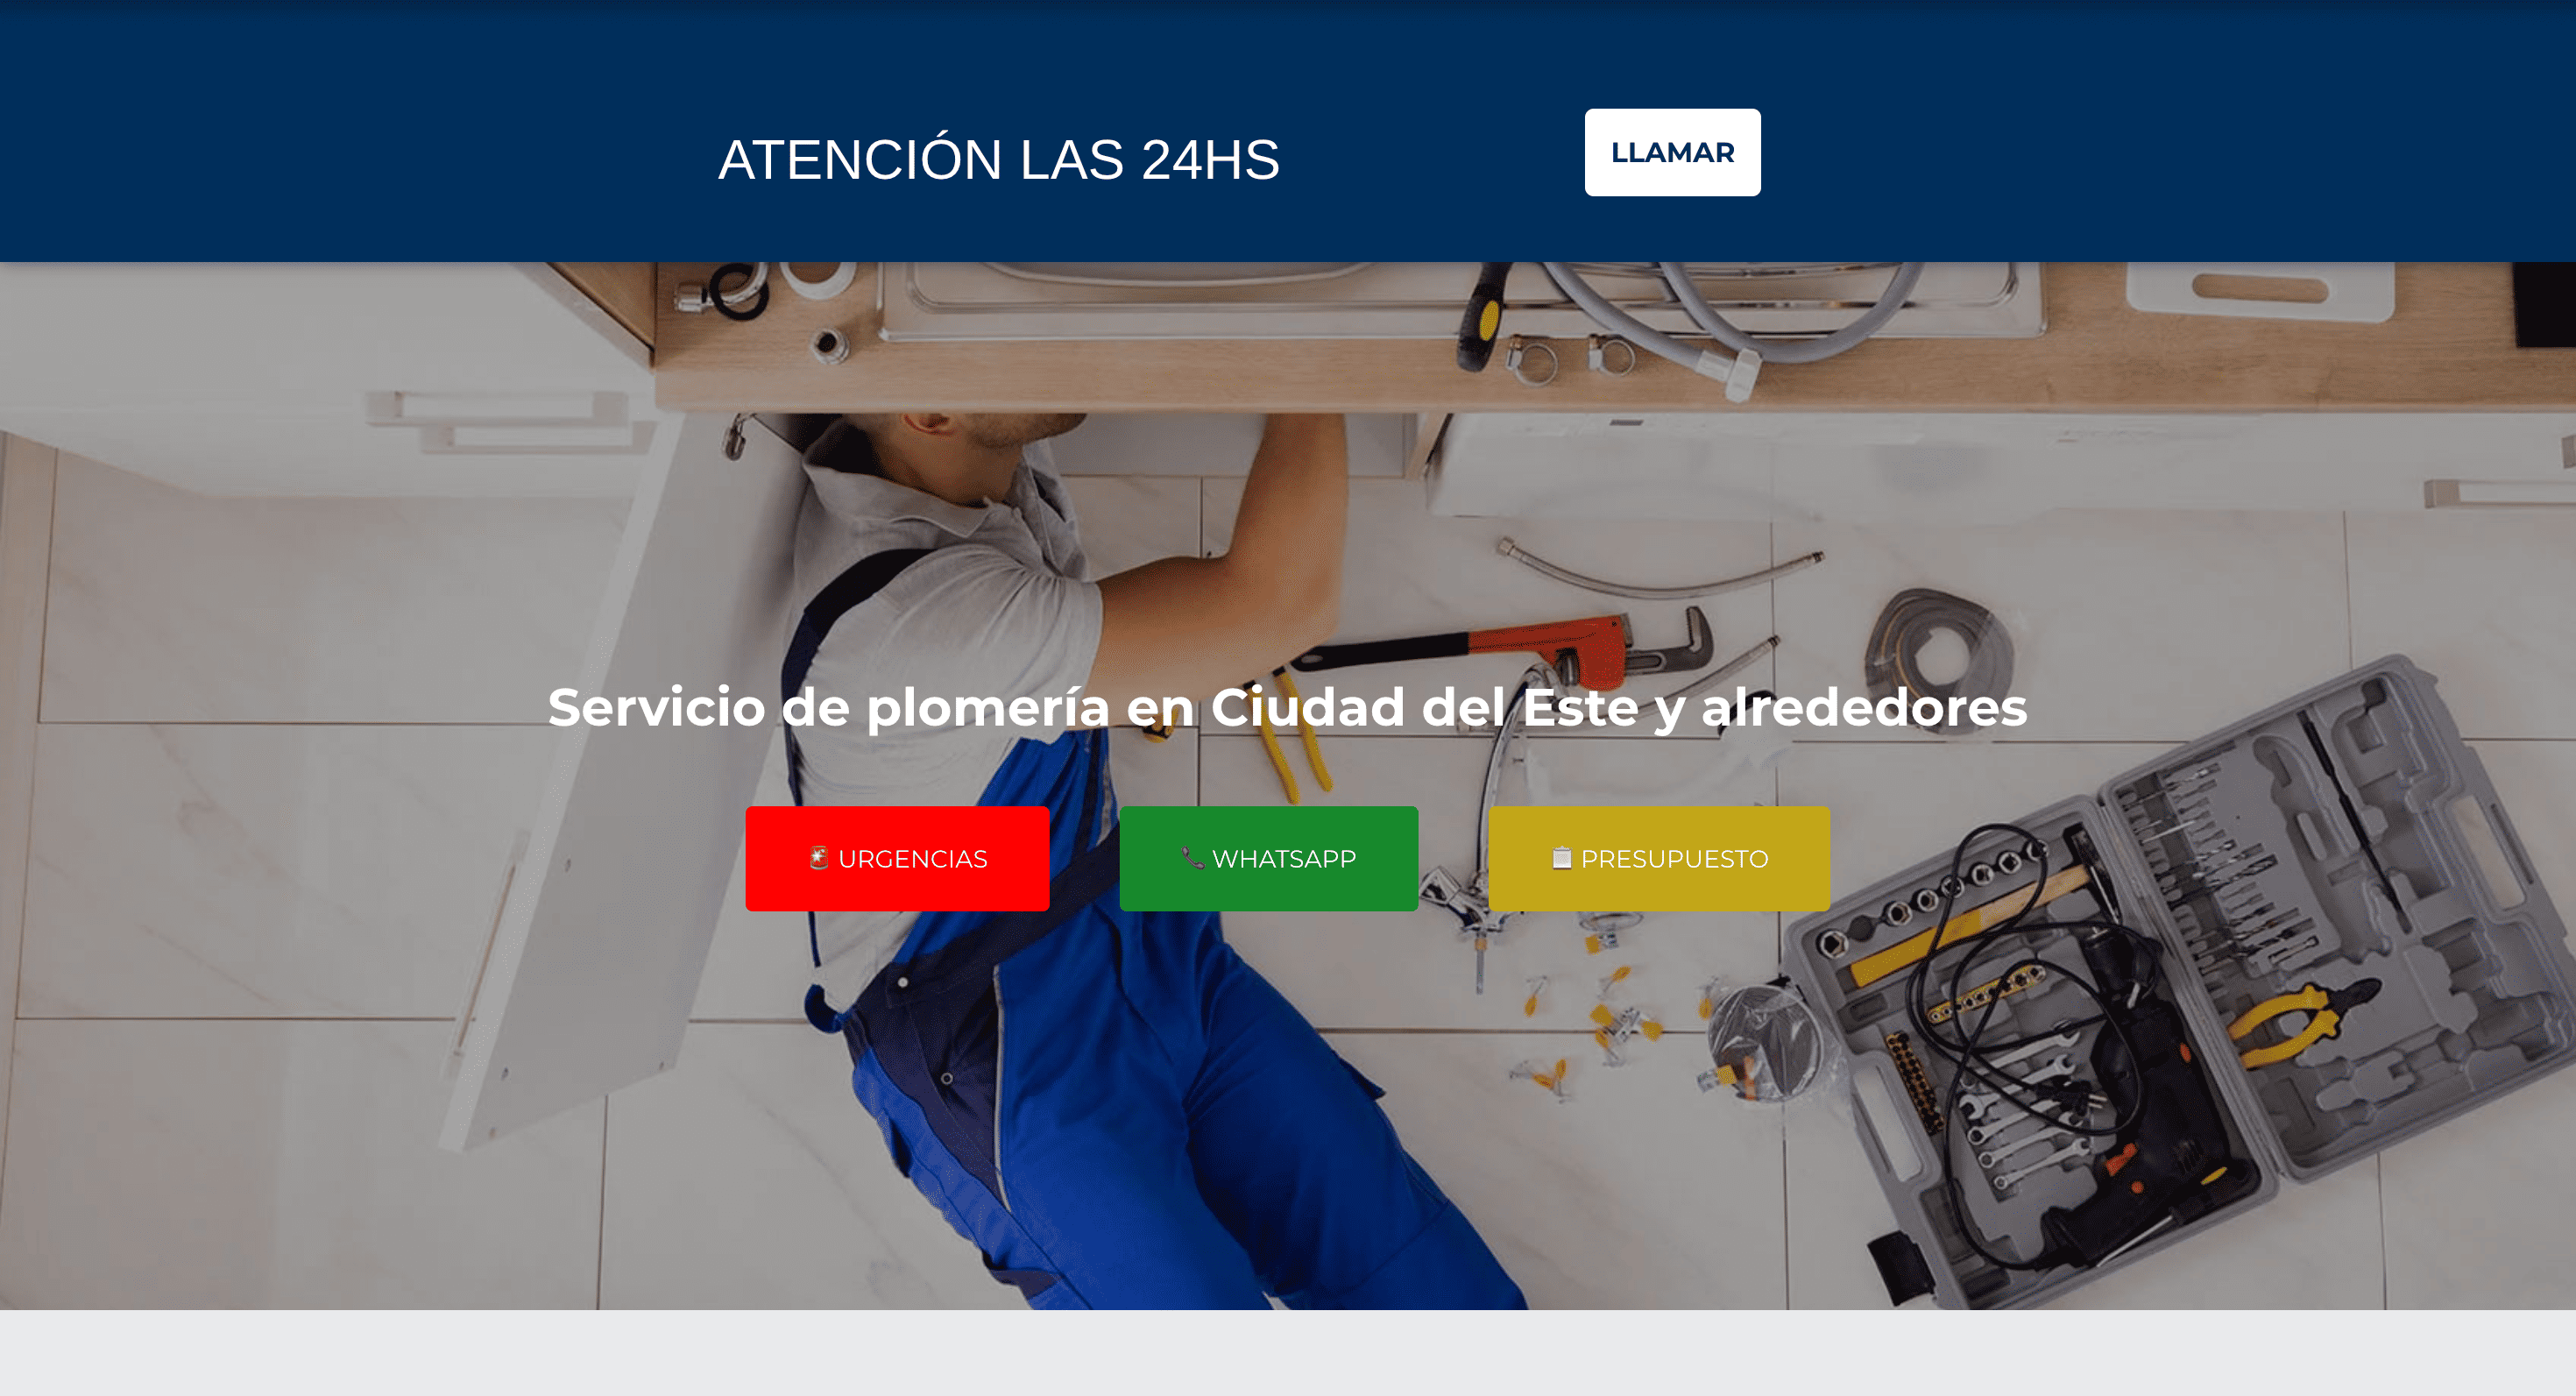 ATENCIÓN LAS 24HS
LLAMAR
Servicio de plomería en Ciudad del Este y alrededores
🚨 URGENCIAS
📞 WHATSAPP
📋 PRESUPUESTO